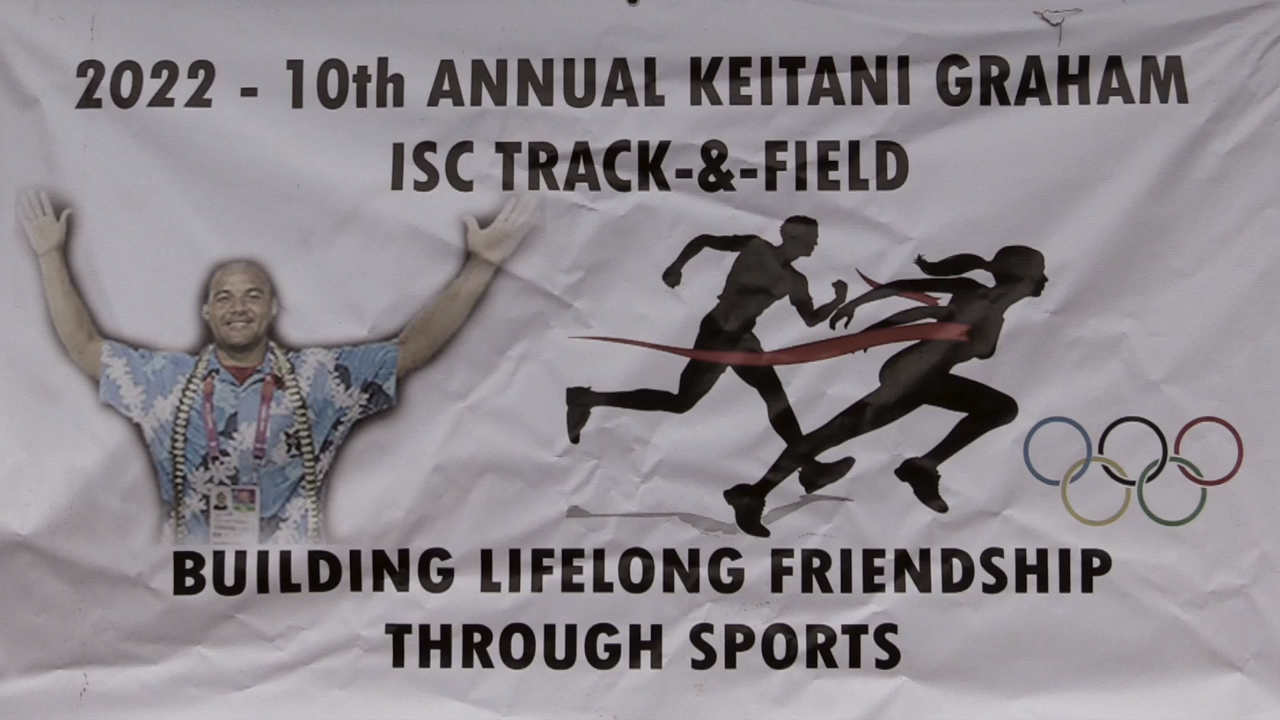 2022 - 10th ANNUAL KEITANI GRAHAM
ISC TRACK-&-FIELD
BUILDING LIFELONG FRIENDSHIP
THROUGH SPORTS